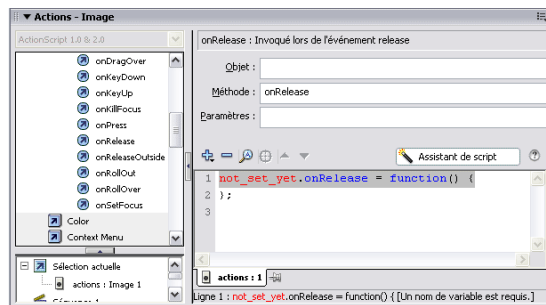 Actions - Image
ActionScript 1.0 & 2.0
onDragOver
onKeyDown
onKeyUp
onKillFocus
onPress
onRelease
onReleaseOutside
onRollOut
onRollOver
onSetFocus
Color
Context Menu
Sélection actuelle
actions : Image 1
onRelease : Invoqué lors de l'événement release
Objet :
Méthode : onRelease
Paramètres :
Assistant de script
1 not_set_yet.onRelease = function() {
2 };
3
actions : 1
Ligne 1 : not_set_yet.onRelease = function() { [Un nom de variable est requis.]